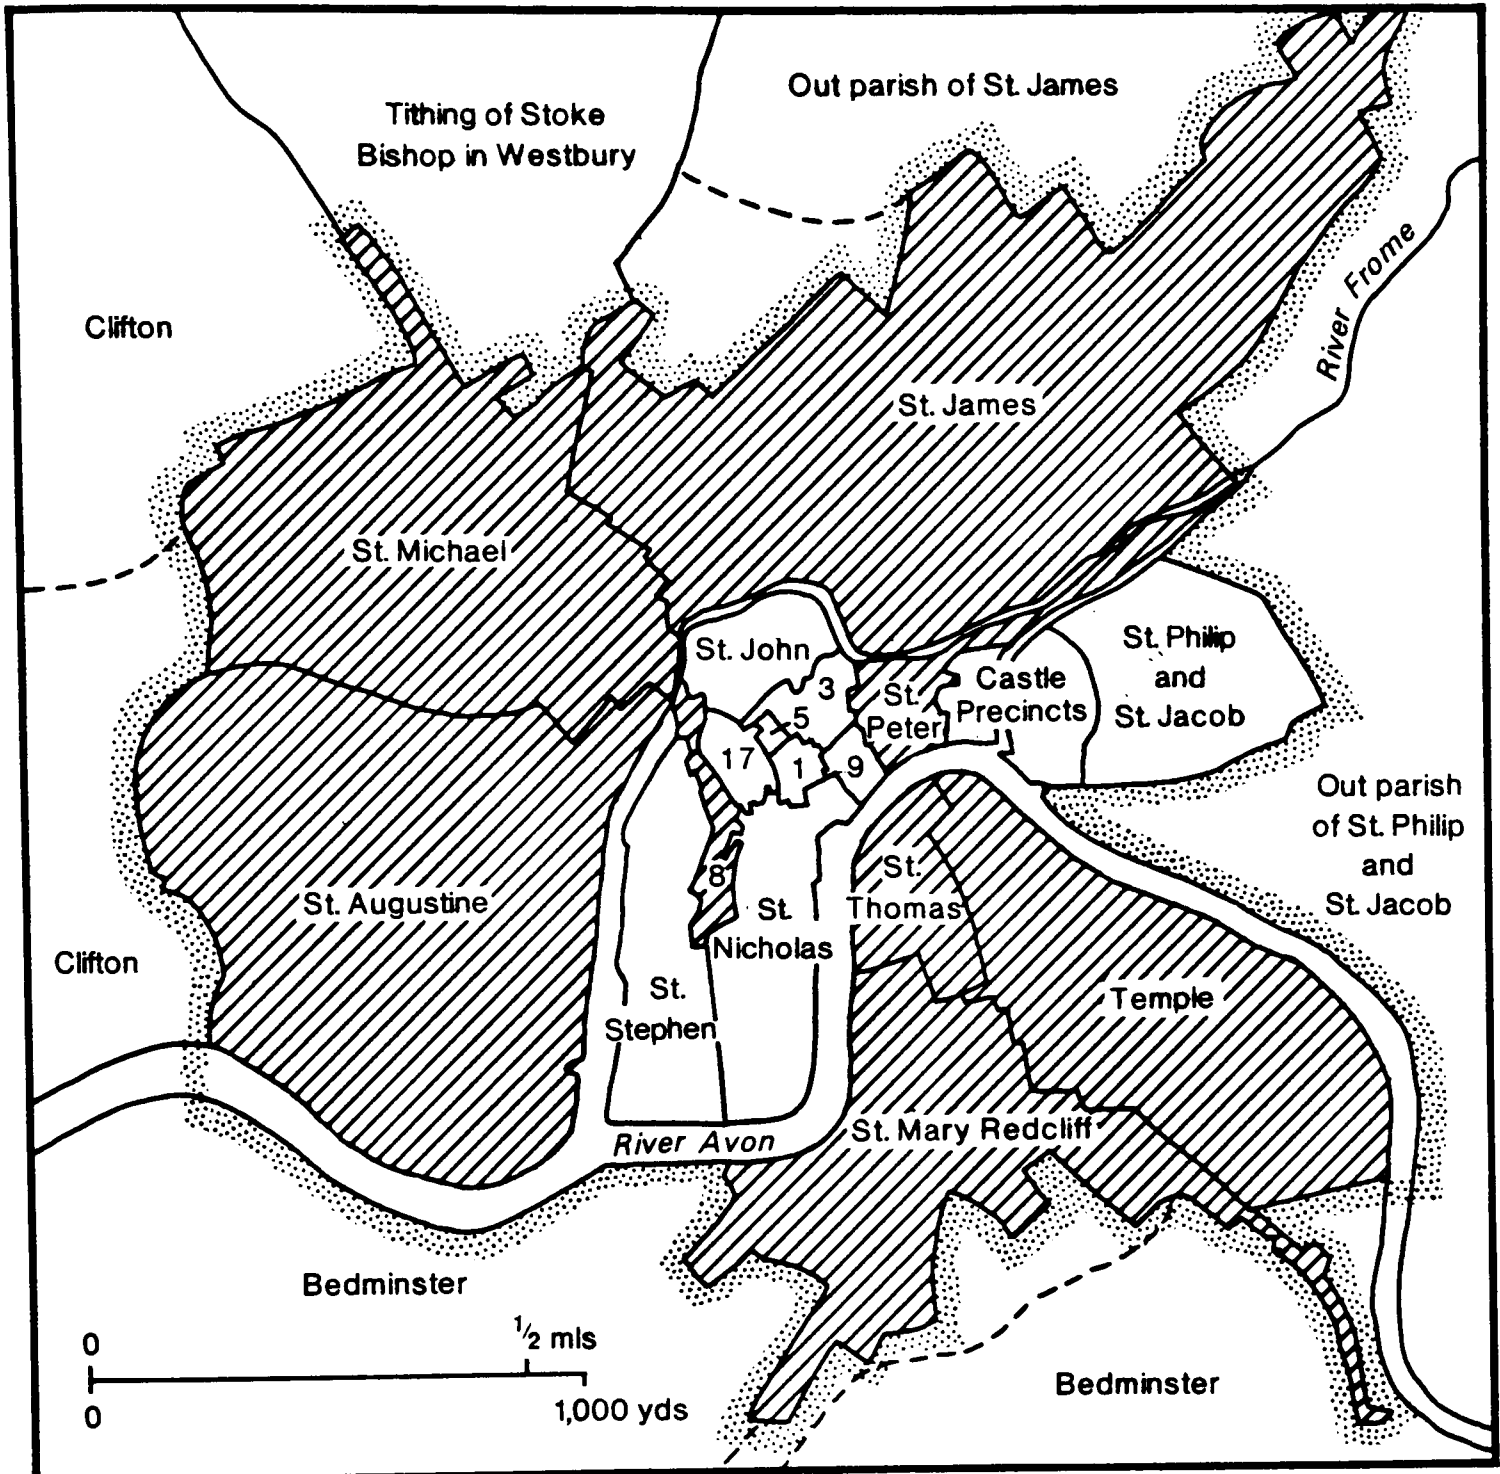 Out parish of St. James
Tithing of Stoke
Bishop in Westbury
River Frome
Clifton
St. James
St. Michael
St. John
St. Philip
and
St. Jacob
Castle
Precincts
3
St.
Peter
5
17
1
9
Out parish
of St. Philip
and
St. Jacob
St.
Thomas
8
St. Augustine
St.
Nicholas
Clifton
St.
Stephen
Temple
River Avon
St. Mary Redcliff
Bedminster
0
1/2 mls
0
1,000 yds
Bedminster